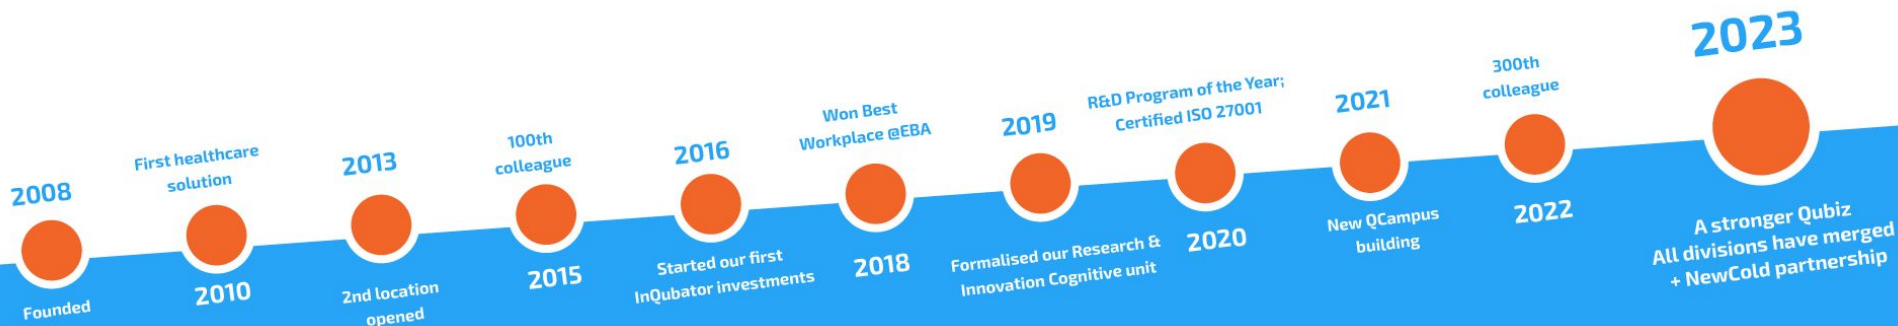 2008
Founded
First healthcare
solution
2010
2013
2nd location
opened
100th
colleague
2015
2016
Started our first
InQubator investments
Won Best
Workplace @EBA
2018
2019
Formalised our Research &
Innovation Cognitive unit
R&D Program of the Year;
Certified ISO 27001
2020
2021
New QCampus
building
300th
colleague
2022
2023
A stronger Qubiz
All divisions have merged
+ NewCold partnership